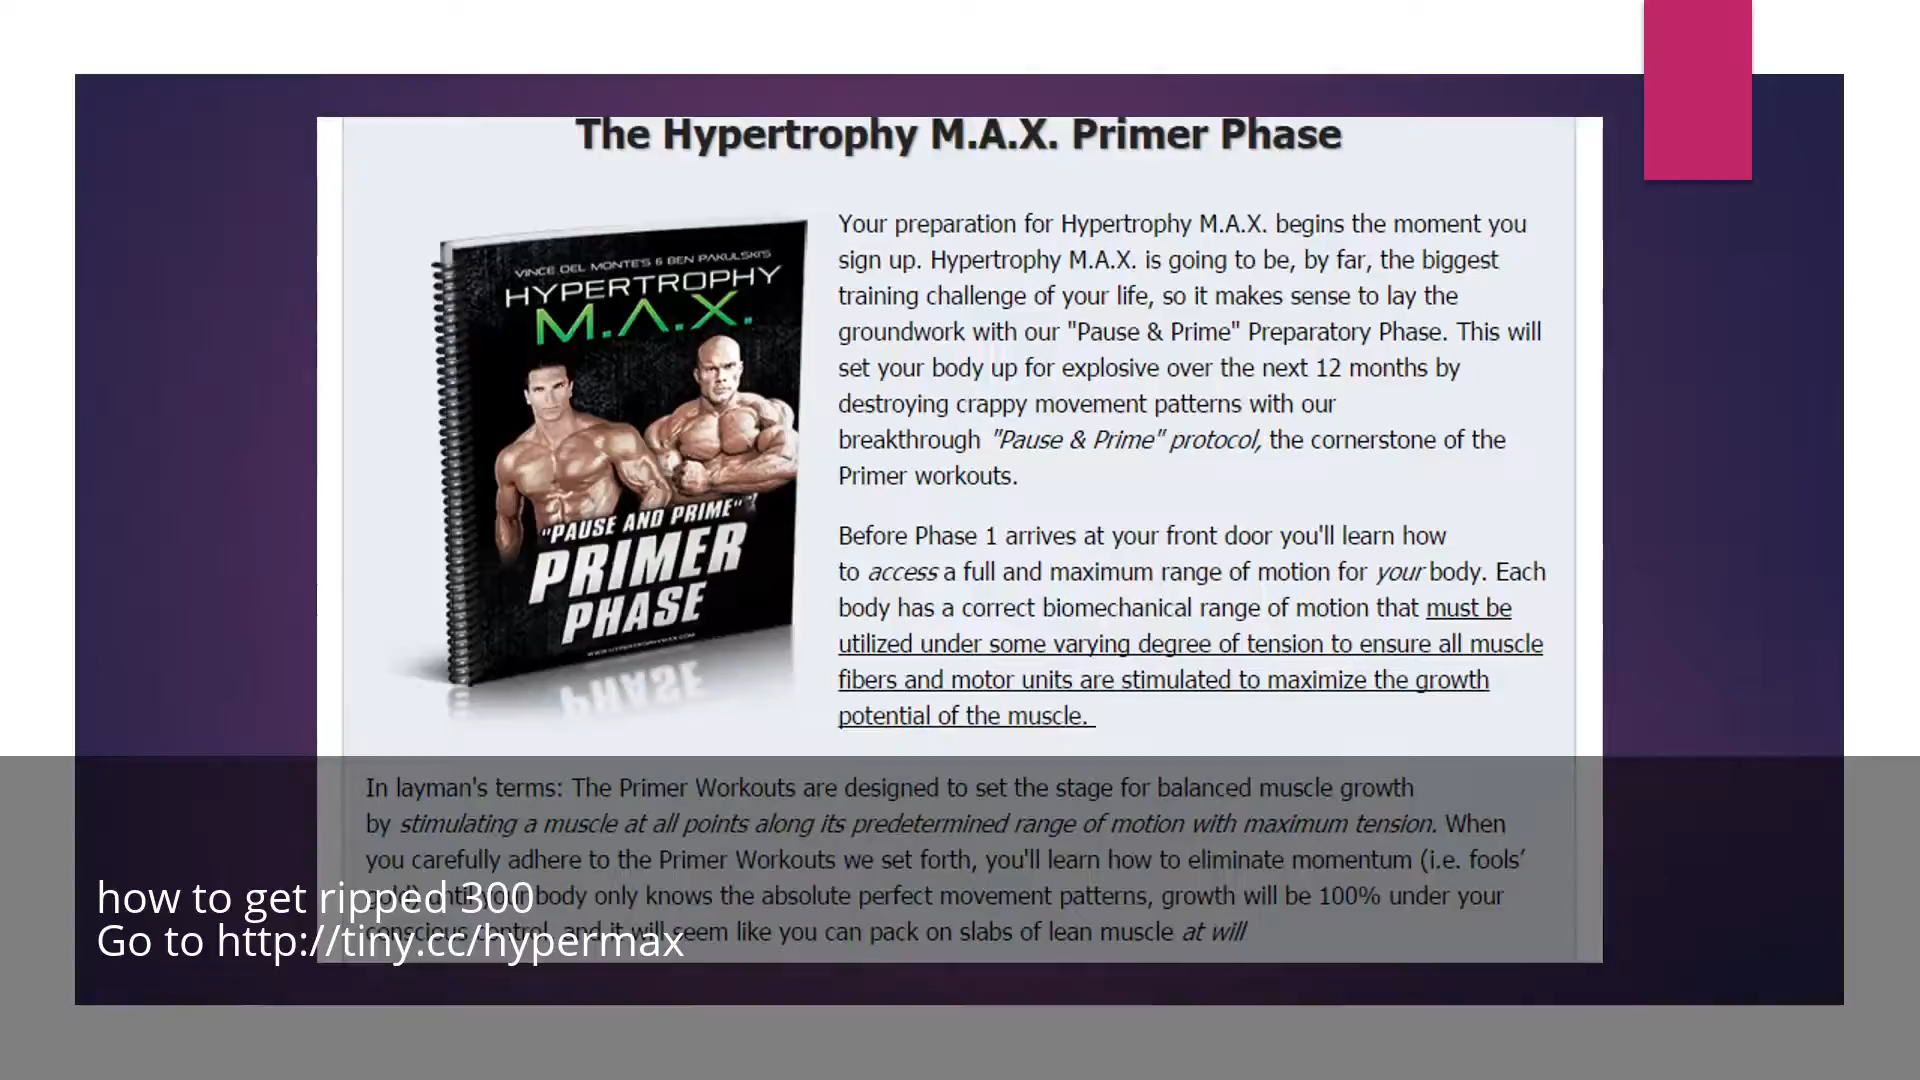 The Hypertrophy M.A.X. Primer Phase
VINCE DEL MONTE'S & BEN PAKULSKI'S
HYPERTROPHY
M.A.X.
"PAUSE AND PRIME"
PRIMER
PHASE
WWW.HYPERTROPHYMAX.COM
Your preparation for Hypertrophy M.A.X. begins the moment you
sign up. Hypertrophy M.A.X. is going to be, by far, the biggest
training challenge of your life, so it makes sense to lay the
groundwork with our "Pause & Prime" Preparatory Phase. This will
set your body up for explosive over the next 12 months by
destroying crappy movement patterns with our
breakthrough "Pause & Prime" protocol, the cornerstone of the
Primer workouts.
Before Phase 1 arrives at your front door you'll learn how
to access a full and maximum range of motion for your body. Each
body has a correct biomechanical range of motion that must be
utilized under some varying degree of tension to ensure all muscle
fibers and motor units are stimulated to maximize the growth
potential of the muscle.
In layman's terms: The Primer Workouts are designed to set the stage for balanced muscle growth
by stimulating a muscle at all points along its predetermined range of motion with maximum tension. When
you carefully adhere to the Primer Workouts we set forth, you'll learn how to eliminate momentum (i.e. fools’
gold) until your body only knows the absolute perfect movement patterns, growth will be 100% under your
conscious control, and it will seem like you can pack on slabs of lean muscle at will
how to get ripped 300
Go to http://tiny.cc/hypermax